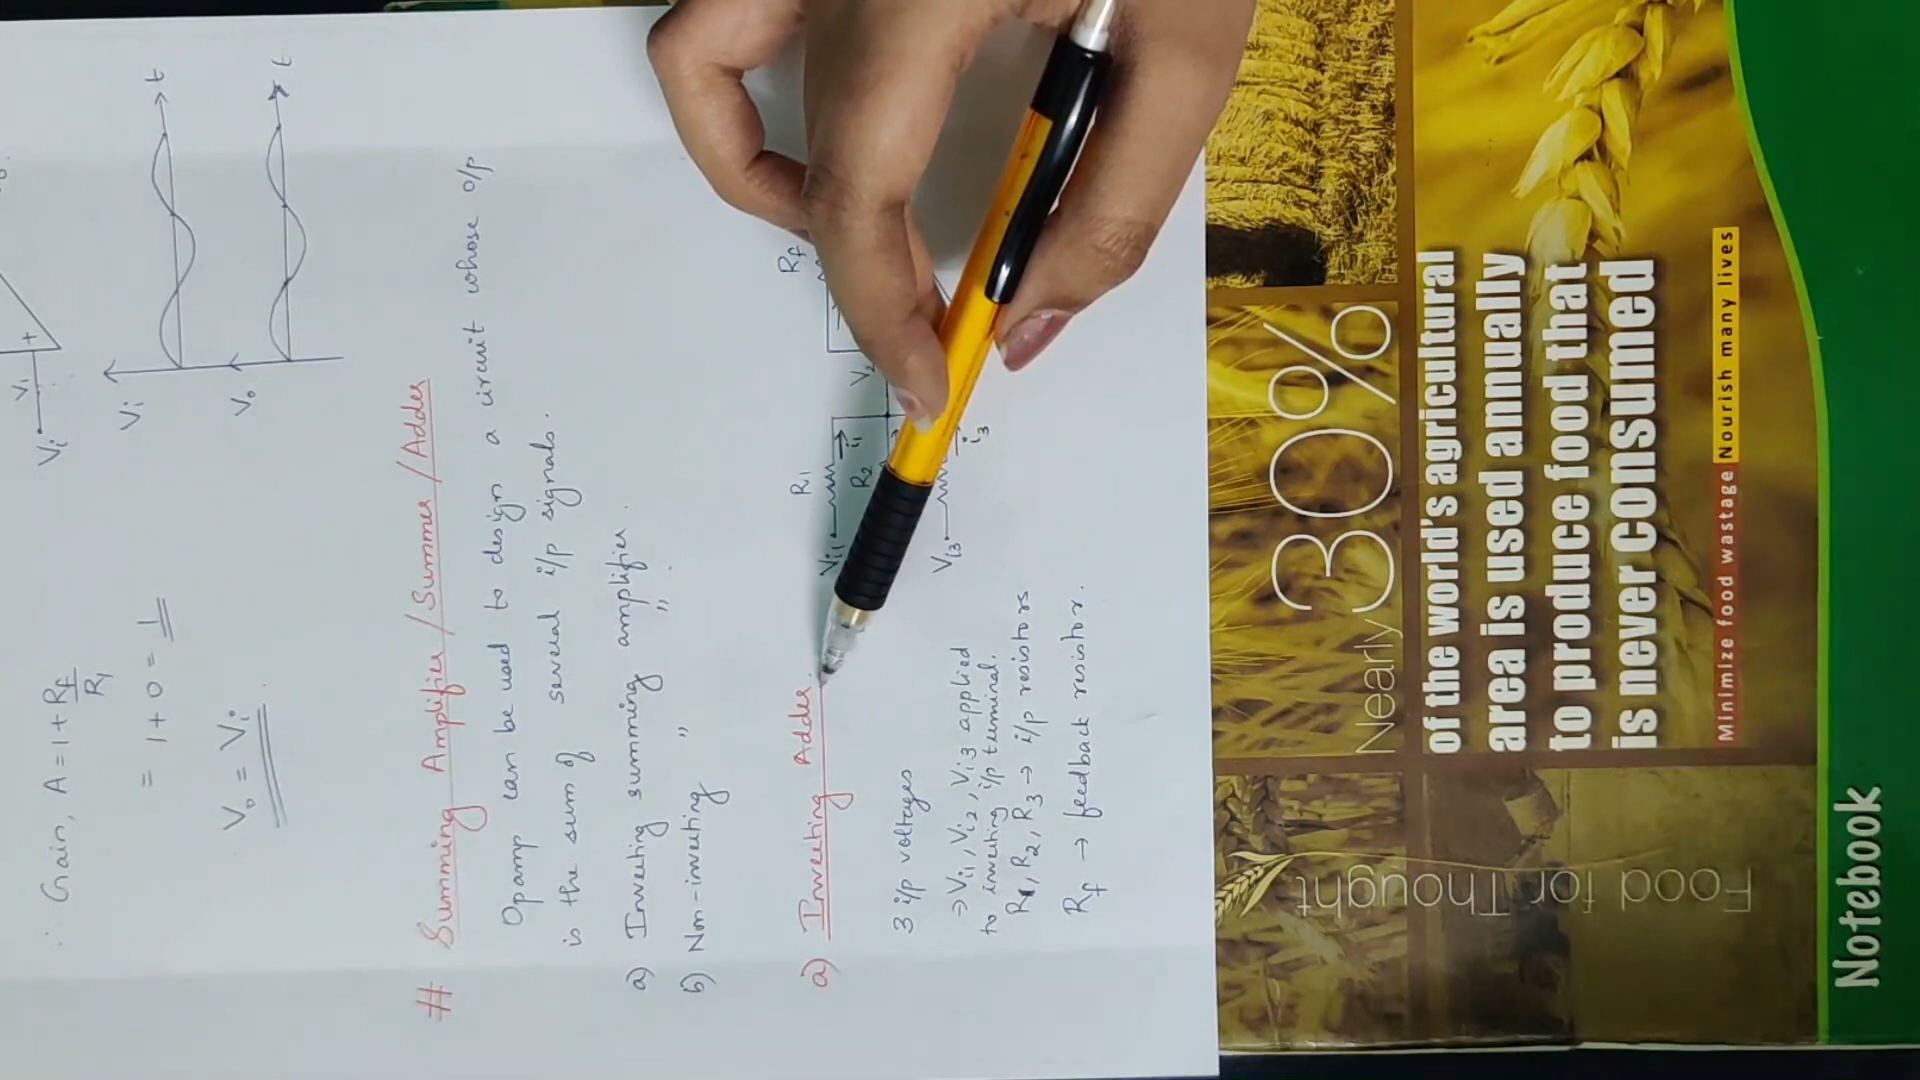 ∴ Gain, A = 1 + Rf/R1
= 1 + 0 = 1
Vo = Vi
Vi V1 +
Vi t
Vo t
# Summing Amplifier / Summer / Adder
Opamp can be used to design a circuit whose o/p
is the sum of several i/p signals.
a) Inverting summing amplifier.
b) Non-inverting " "
a) Inverting Adder.
3 i/p voltages
→ Vi1, Vi2, Vi3 applied
to inverting i/p terminal.
R1, R2, R3 → i/p resistors
Rf → feedback resistor.
Vi1 R1 i1 Rf
R2 V2
Vi3 i3
Nearly 30%
of the world's agricultural
area is used annually
to produce food that
is never consumed
Minimize food wastage Nourish many lives
Food for Thought
Notebook